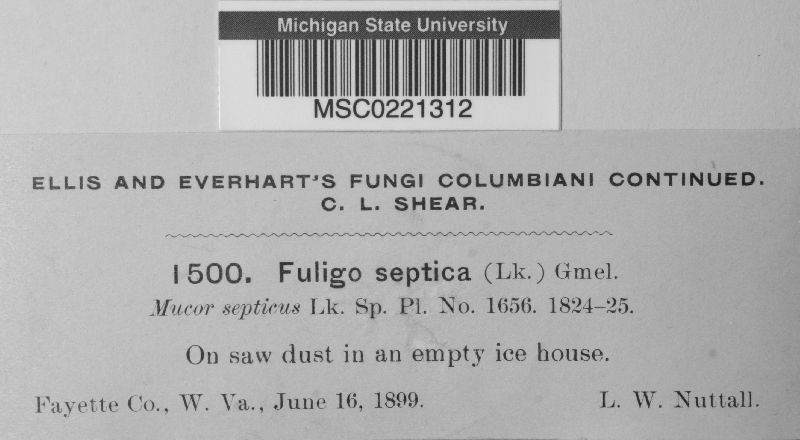 Michigan State University
MSC0221312
ELLIS AND EVERHART'S FUNGI COLUMBIANI CONTINUED.
C. L. SHEAR.
1500. Fuligo septica (Lk.) Gmel.
Mucor septicus Lk. Sp. Pl. No. 1656. 1824–25.
On saw dust in an empty ice house.
Fayette Co., W. Va., June 16, 1899. L. W. Nuttall.